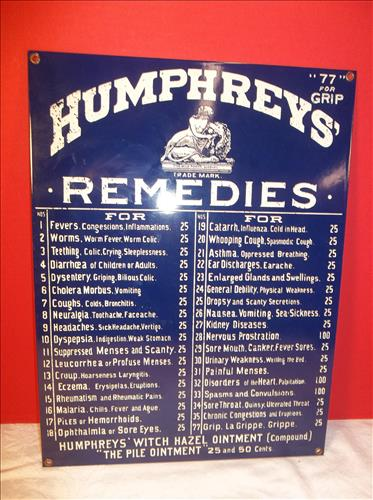 "77"
FOR
GRIP
HUMPHREYS'
TRADE MARK.
·REMEDIES·
NOS FOR
1 Fevers, Congestions, Inflammations. 25
2 Worms, Worm Fever, Worm Colic. 25
3 Teething, Colic, Crying, Sleeplessness. 25
4 Diarrhœa of Children or Adults. 25
5 Dysentery, Griping, Bilious Colic. 25
6 Cholera Morbus, Vomiting 25
7 Coughs, Colds, Bronchitis. 25
8 Neuralgia, Toothache, Faceache. 25
9 Headaches, Sick Headache, Vertigo. 25
10 Dyspepsia, Indigestion, Weak Stomach 25
11 Suppressed Menses and Scanty. 25
12 Leucorrhea or Profuse Menses. 25
13 Croup, Hoarseness Laryngitis. 25
14 Eczema, Erysipelas, Eruptions. 25
15 Rheumatism and Rheumatic Pains. 25
16 Malaria, Chills, Fever and Ague. 25
17 Piles or Hemorrhoids. 25
18 Ophthalmia or Sore Eyes. 25
NOS FOR
19 Catarrh, Influenza, Cold in Head. 25
20 Whooping Cough, Spasmodic Cough. 25
21 Asthma, Oppressed Breathing. 25
22 Ear Discharges, Earache. 25
23 Enlarged Glands and Swellings. 25
24 General Debility, Physical Weakness. 25
25 Dropsy and Scanty Secretions. 25
26 Nausea, Vomiting, Sea-Sickness. 25
27 Kidney Diseases. 25
28 Nervous Prostration. 100
29 Sore Mouth, Canker, Fever Sores. 25
30 Urinary Weakness, Wetting the Bed. 25
31 Painful Menses. 25
32 Disorders of the Heart, Palpitation. 100
33 Spasms and Convulsions. 100
34 Sore Throat, Quinsy, Ulcerated Throat 25
35 Chronic Congestions and Eruptions. 25
77 Grip, La Grippe, Grippe. 25
HUMPHREYS' WITCH HAZEL OINTMENT (Compound)
"THE PILE OINTMENT" 25 and 50 Cents.